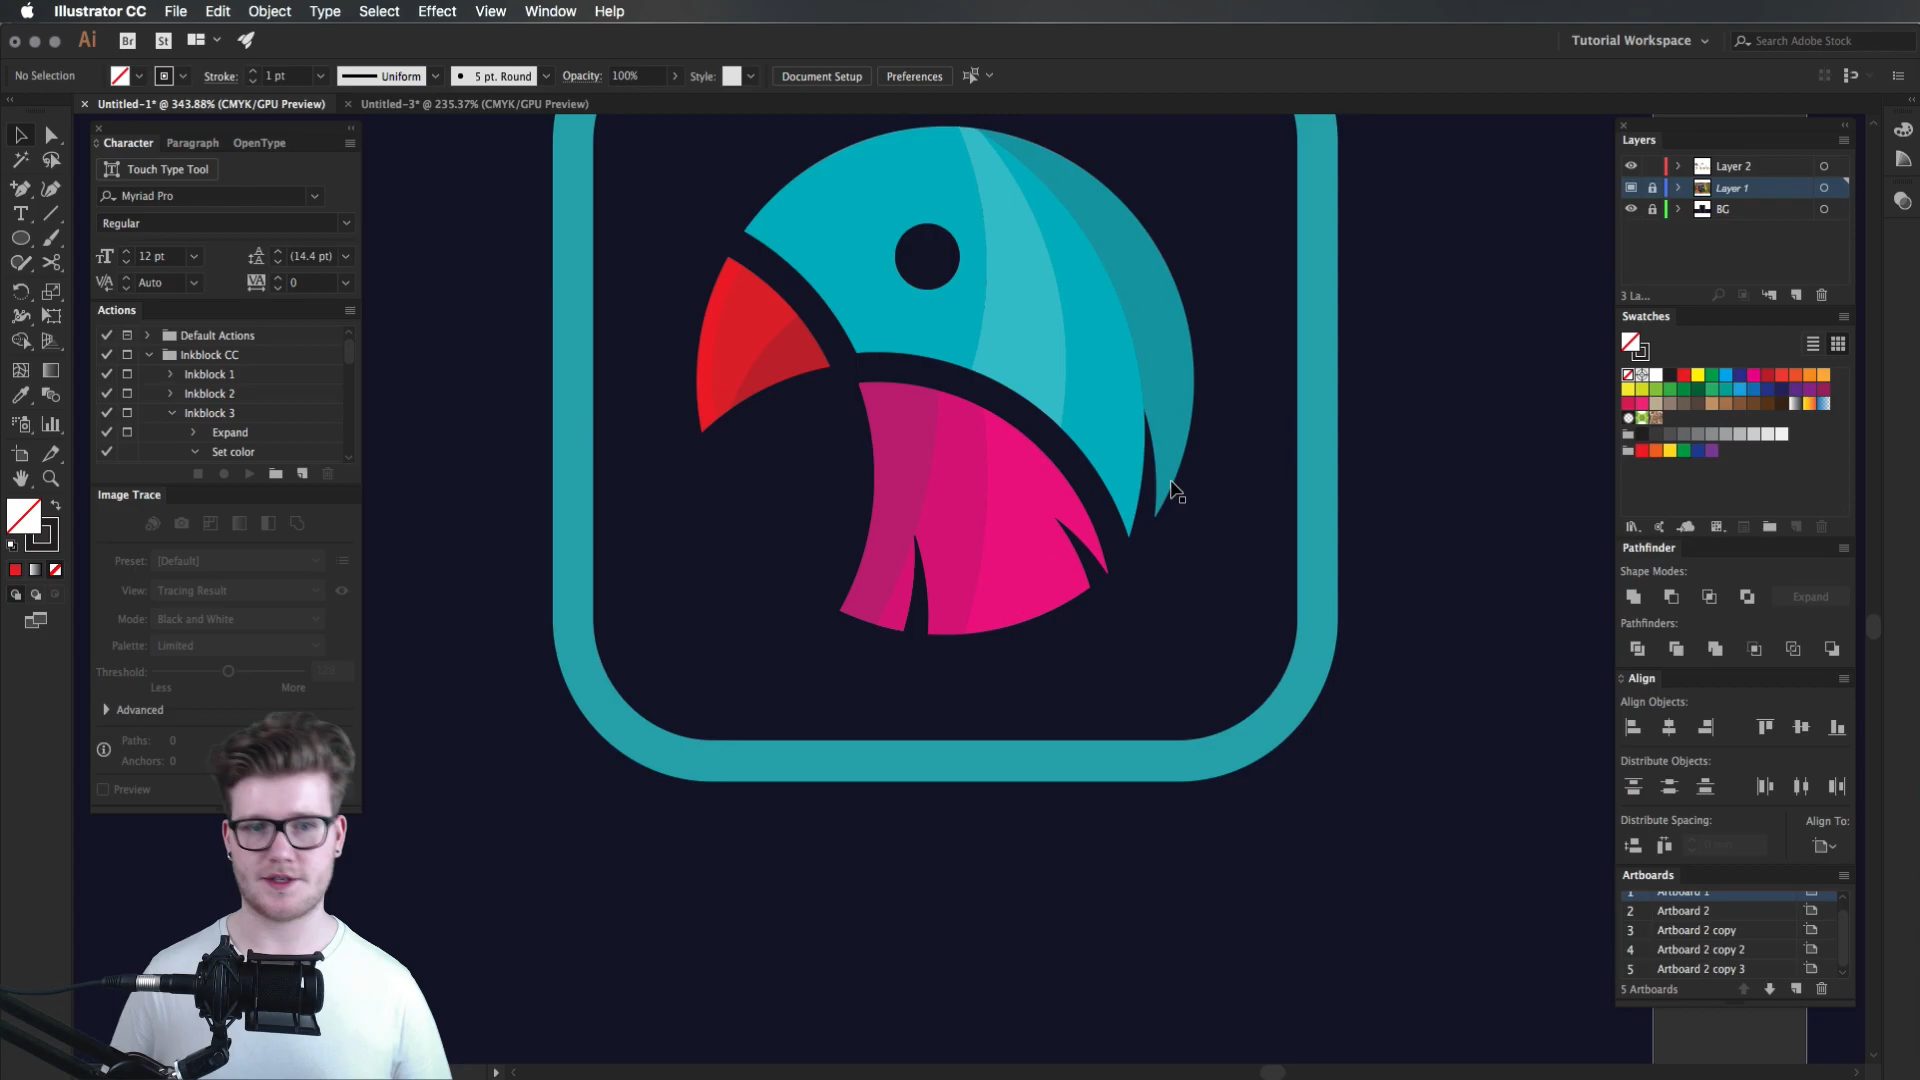 Illustrator CC File Edit Object Type Select Effect View Window Help
Ai Br St Tutorial Workspace Search Adobe Stock
No Selection Stroke: 1 pt Uniform 5 pt. Round Opacity: 100% Style: Document Setup Preferences
Untitled-1* @ 343.88% (CMYK/GPU Preview) Untitled-3* @ 235.37% (CMYK/GPU Preview)
Character Paragraph OpenType
Touch Type Tool
Myriad Pro
Regular
12 pt (14.4 pt)
Auto 0
Actions
Default Actions
Inkblock CC
Inkblock 1
Inkblock 2
Inkblock 3
Expand
Set color
Image Trace
Preset: [Default]
View: Tracing Result
Mode: Black and White
Palette: Limited
Threshold: 128
Less More
Advanced
Paths: 0
Anchors: 0
Preview
Layers
Layer 2
Layer 1
BG
3 La...
Swatches
Pathfinder
Shape Modes:
Expand
Pathfinders:
Align
Align Objects:
Distribute Objects:
Distribute Spacing: Align To:
Artboards
1 Artboard 1
2 Artboard 2
3 Artboard 2 copy
4 Artboard 2 copy 2
5 Artboard 2 copy 3
5 Artboards